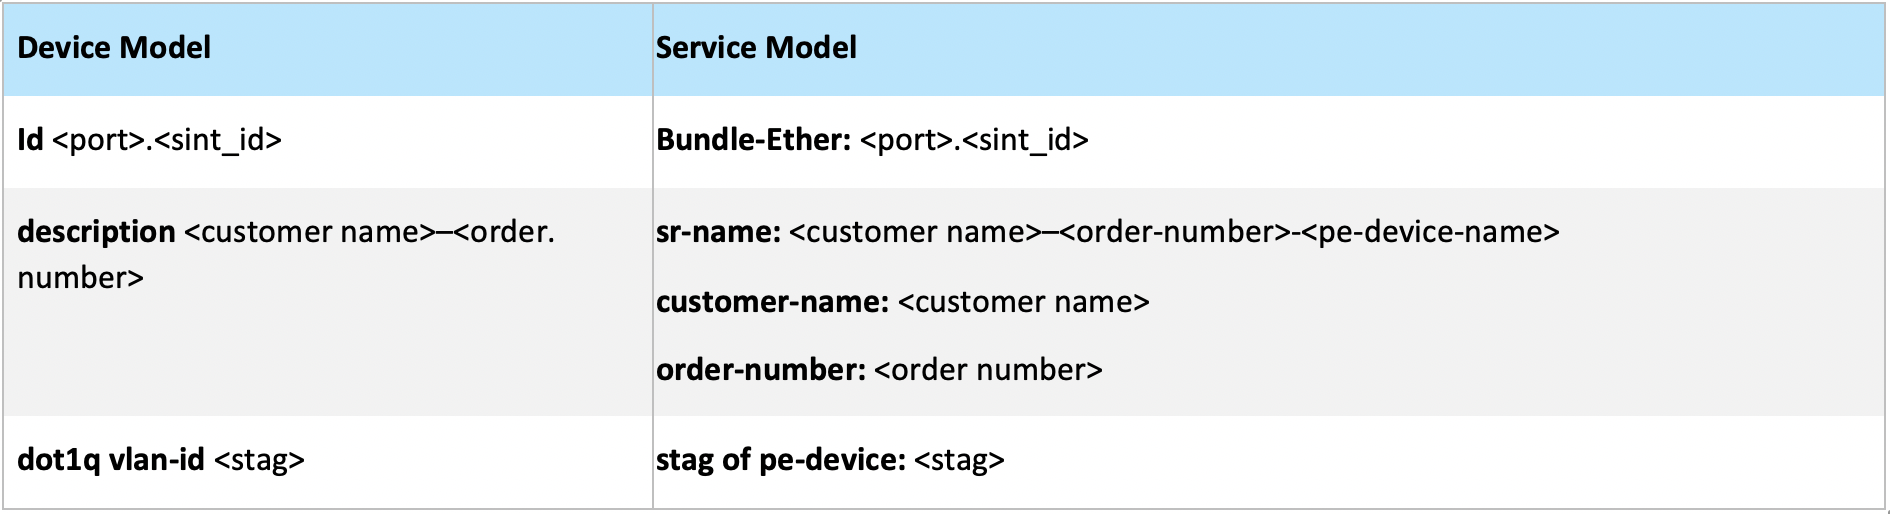 Device Model
Service Model
Id <port>.<sint_id>
Bundle-Ether: <port>.<sint_id>
description <customer name>–<order.
number>
sr-name: <customer name>–<order-number>-<pe-device-name>
customer-name: <customer name>
order-number: <order number>
dot1q vlan-id <stag>
stag of pe-device: <stag>